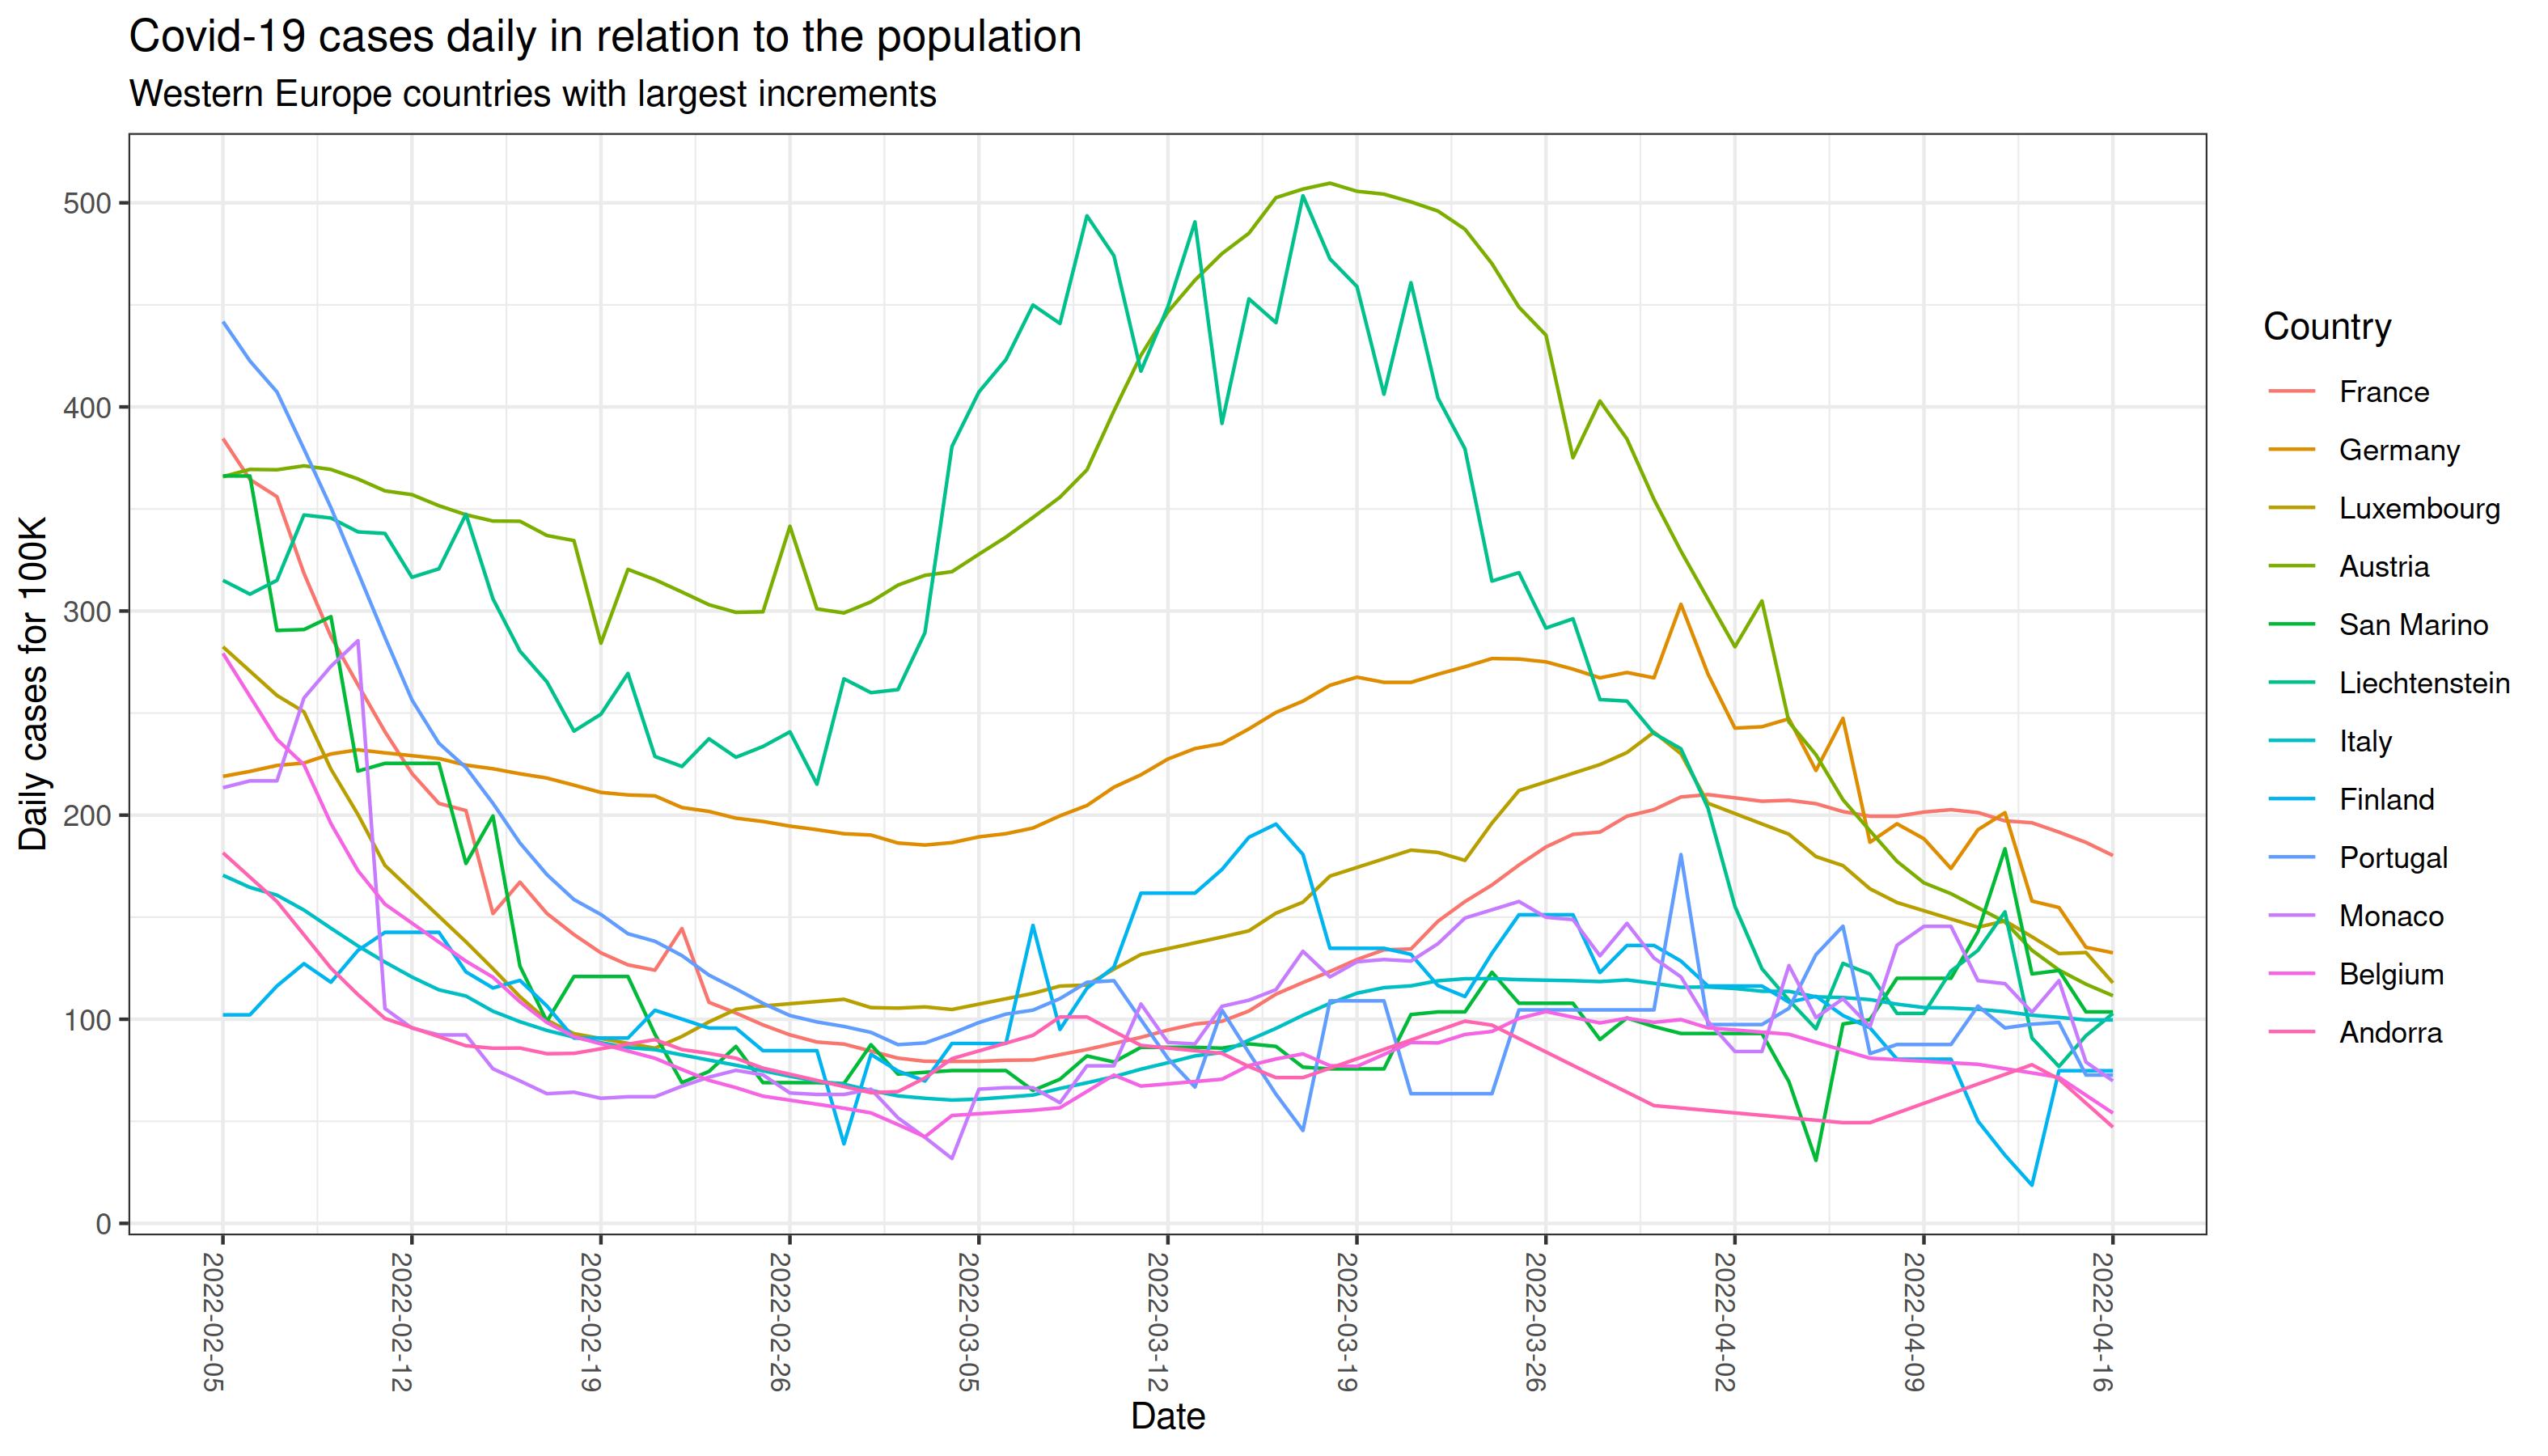 Covid-19 cases daily in relation to the population
Western Europe countries with largest increments
Daily cases for 100K
500
400
300
200
100
0
2022-02-05
2022-02-12
2022-02-19
2022-02-26
2022-03-05
2022-03-12
2022-03-19
2022-03-26
2022-04-02
2022-04-09
2022-04-16
Date
Country
France
Germany
Luxembourg
Austria
San Marino
Liechtenstein
Italy
Finland
Portugal
Monaco
Belgium
Andorra